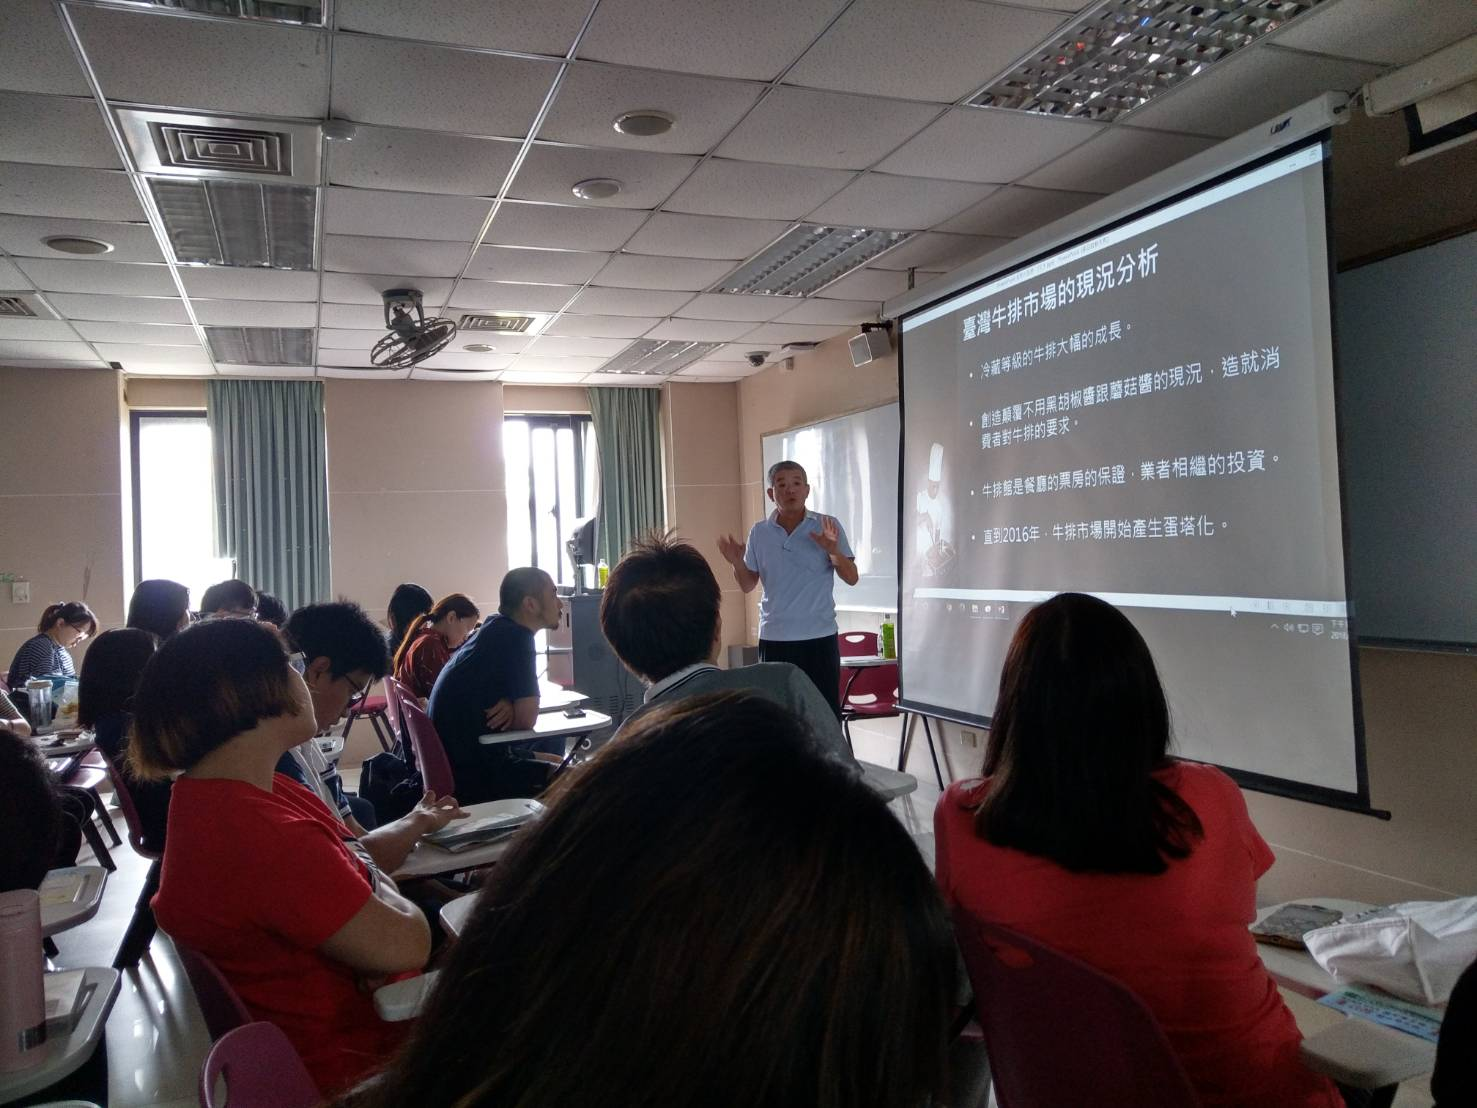 臺灣牛排市場的現況分析
• 冷藏等級的牛排大幅的成長。
• 創造顛覆不用黑胡椒醬跟蘑菇醬的現況，造就消
費者對牛排的要求。
• 牛排館是餐廳的票房的保證，業者相繼的投資。
• 直到2016年，牛排市場開始產生蛋塔化。